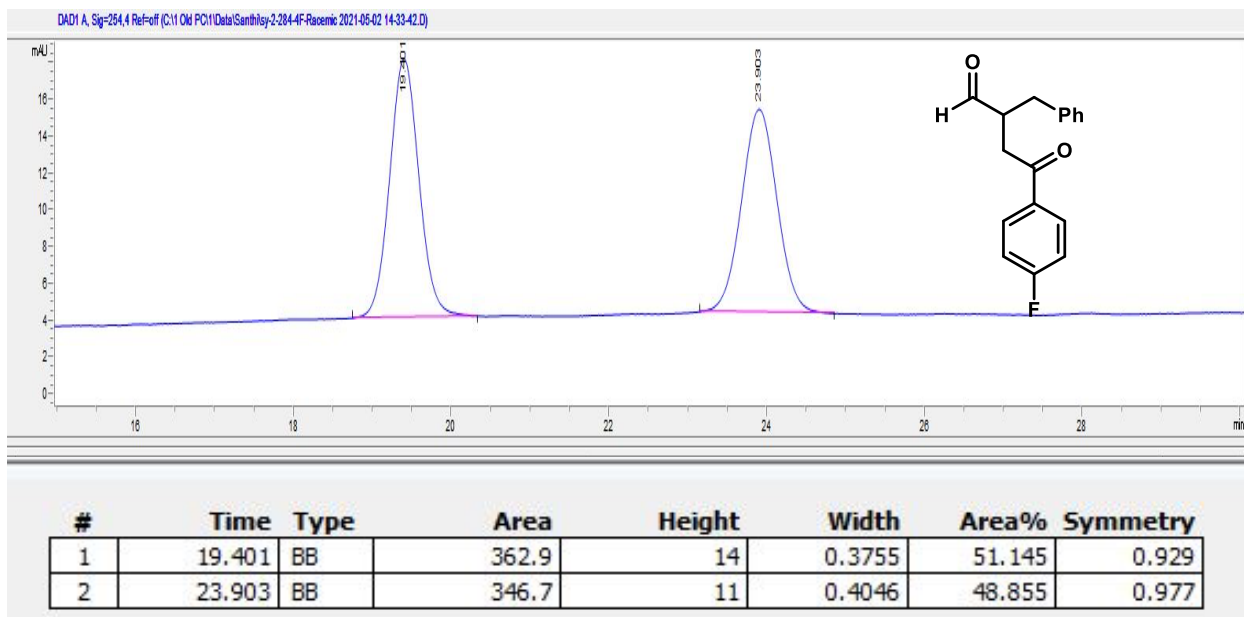 DAD1 A, Sig=254,4 Ref=off (C:\1 Old PC\1\Data\Santhi\sy-2-284-4F-Racemic 2021-05-02 14-33-42.D)
mAU
19.401
23.903
16
14
12
10
8
6
4
2
0
16 18 20 22 24 26 28 min
O
H Ph
O
F
# Time Type Area Height Width Area% Symmetry
1 19.401 BB 362.9 14 0.3755 51.145 0.929
2 23.903 BB 346.7 11 0.4046 48.855 0.977